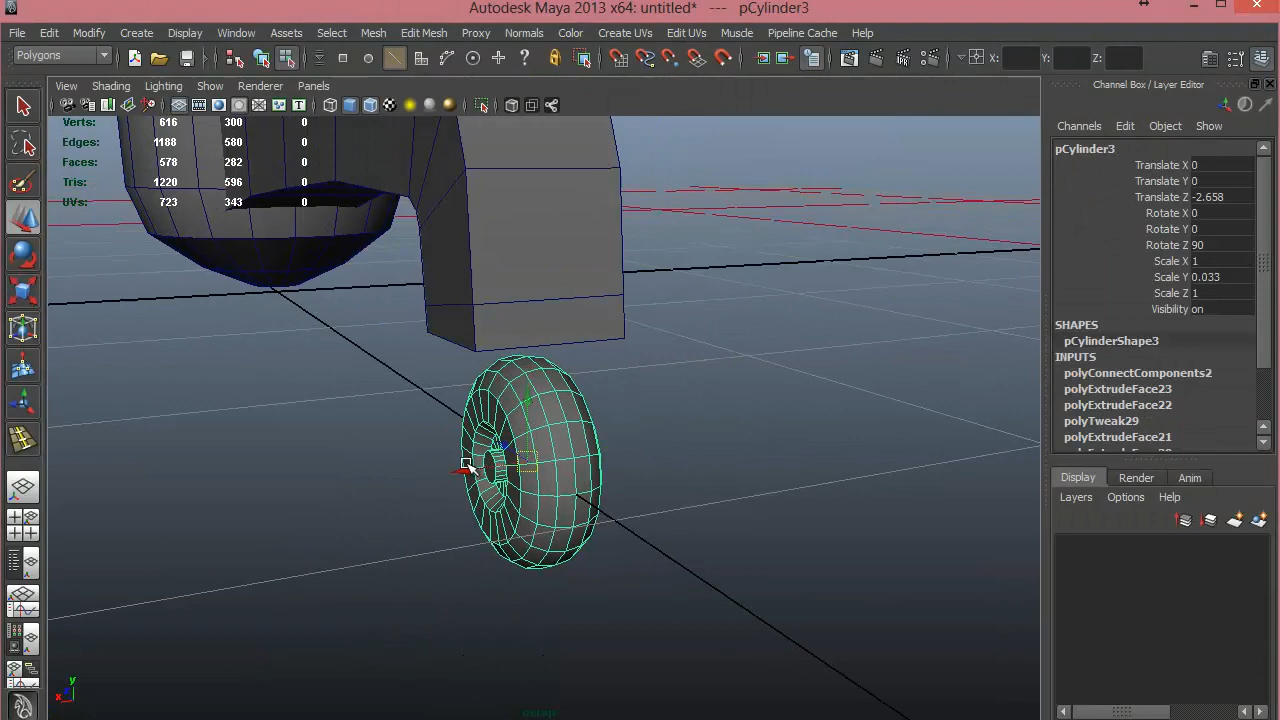 Autodesk Maya 2013 x64: untitled* --- pCylinder3
File Edit Modify Create Display Window Assets Select Mesh Edit Mesh Proxy Normals Color Create UVs Edit UVs Muscle Pipeline Cache Help
Polygons X: Y: Z:
View Shading Lighting Show Renderer Panels
Channel Box / Layer Editor
Verts: 616 300 0
Edges: 1188 580 0
Faces: 578 282 0
Tris: 1220 596 0
UVs: 723 343 0
Channels Edit Object Show
pCylinder3
Translate X 0
Translate Y 0
Translate Z -2.658
Rotate X 0
Rotate Y 0
Rotate Z 90
Scale X 1
Scale Y 0.033
Scale Z 1
Visibility on
SHAPES
pCylinderShape3
INPUTS
polyConnectComponents2
polyExtrudeFace23
polyExtrudeFace22
polyTweak29
polyExtrudeFace21
Display Render Anim
Layers Options Help
y
x
persp